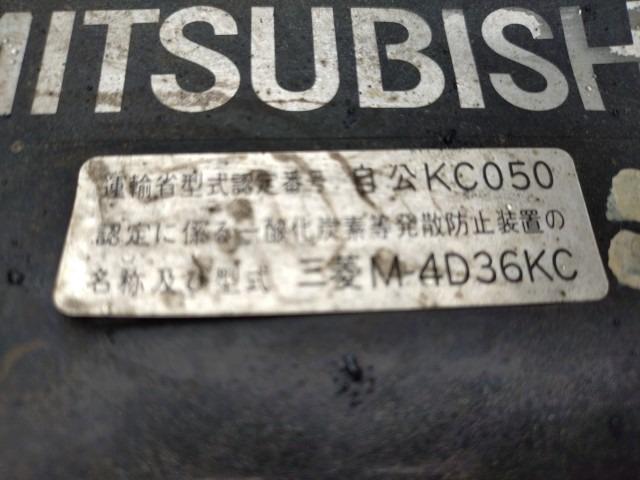 MITSUBISH
運輸省型式認定番号 自公KC050
認定に係る一酸化炭素等発散防止装置の
名称及び型式 三菱M-4D36KC